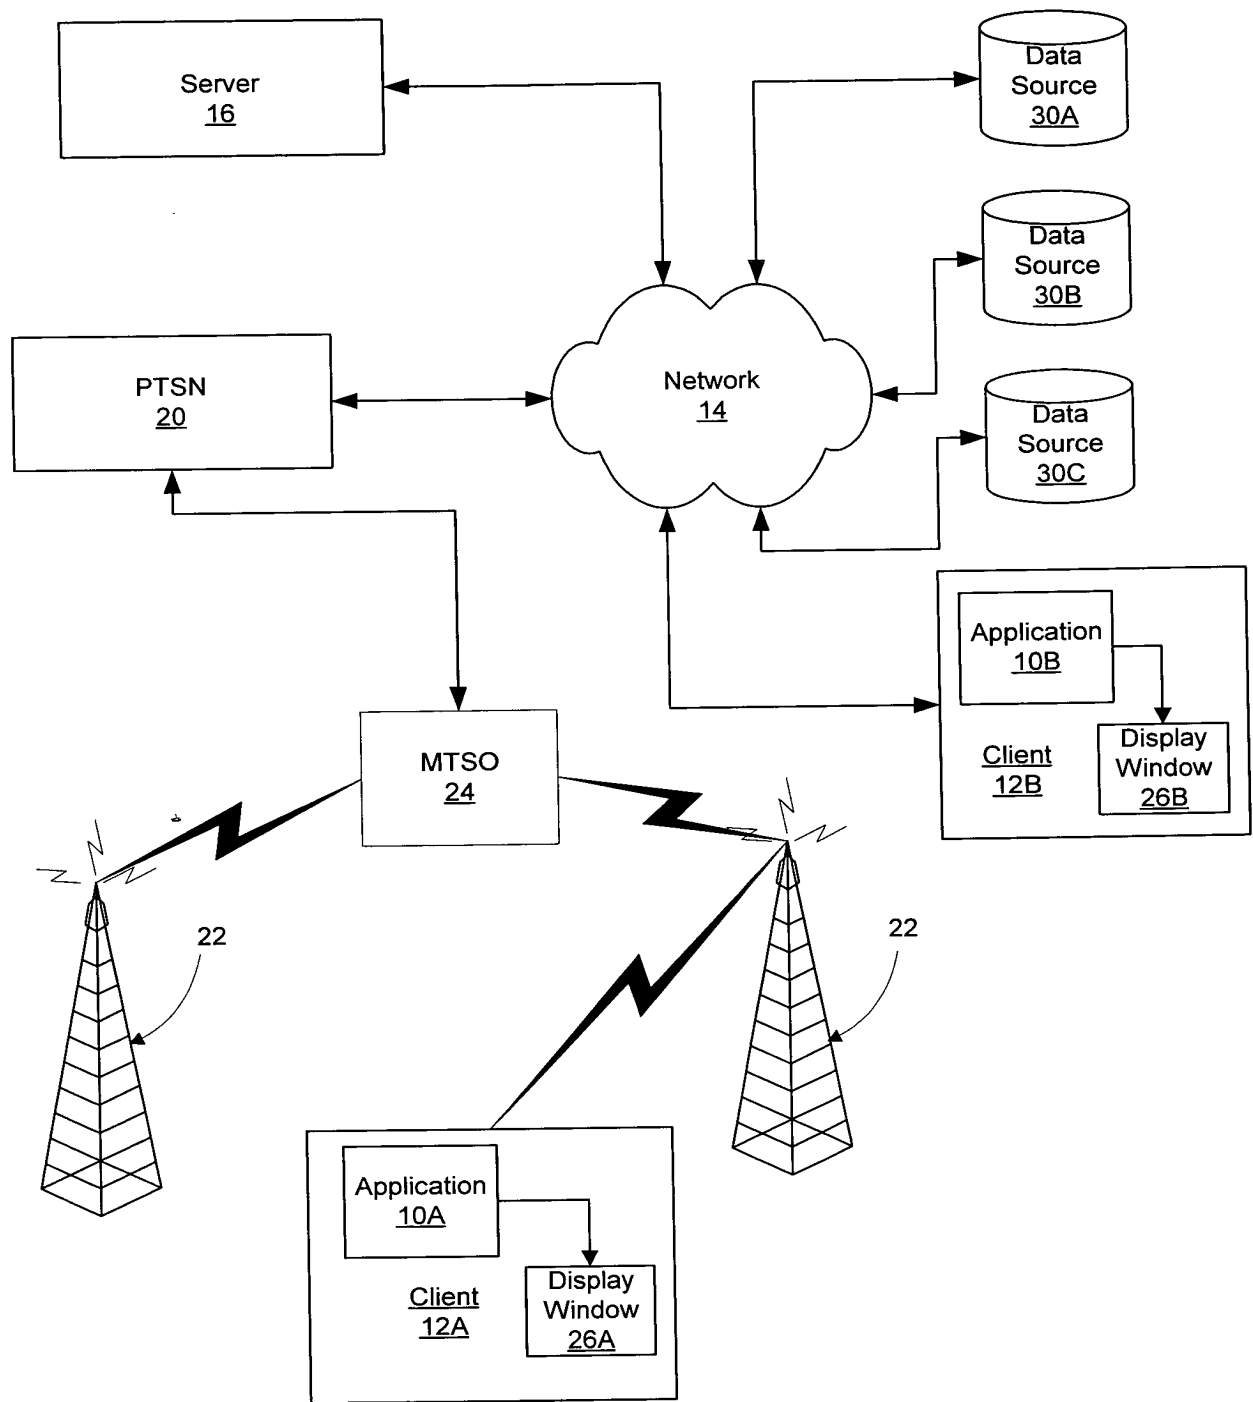 Server
16
Data
Source
30A
Data
Source
30B
PTSN
20
Network
14
Data
Source
30C
Application
10B
Client
12B
Display
Window
26B
MTSO
24
22
22
Application
10A
Client
12A
Display
Window
26A